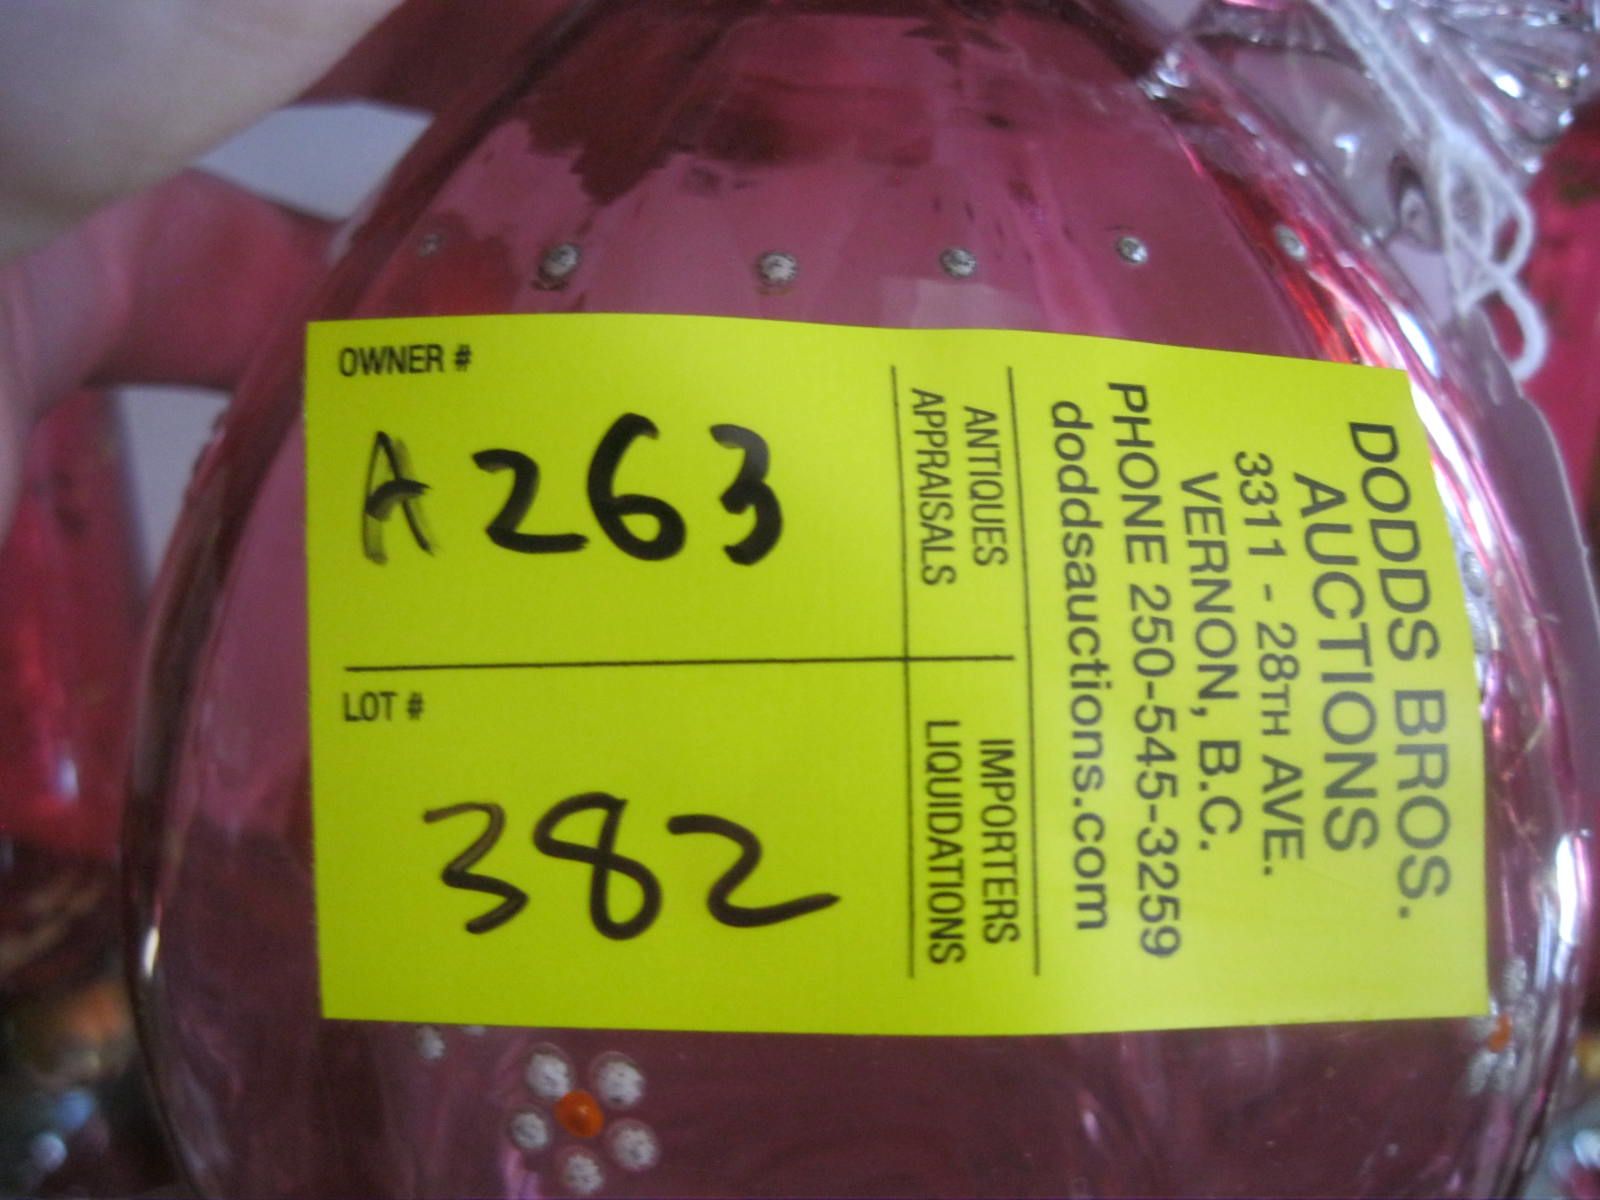 DODDS BROS.
AUCTIONS
3311 - 28TH AVE.
VERNON, B.C.
PHONE 250-545-3259
doddsauctions.com
ANTIQUES
APPRAISALS
IMPORTERS
LIQUIDATIONS
OWNER #
A263
LOT #
382